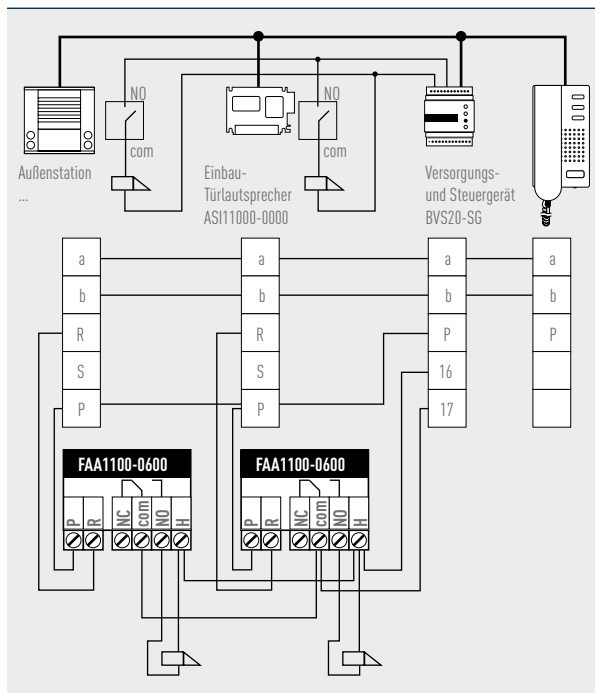 NO
NO
com
com
Außenstation
...
Einbau-
Türlautsprecher
ASI11000-0000
Versorgungs-
und Steuergerät
BVS20-SG
a a a a
b b b b
R R P P
S S 16
P P 17
FAA1100-0600
FAA1100-0600
P R NC com NO H
P R NC com NO H